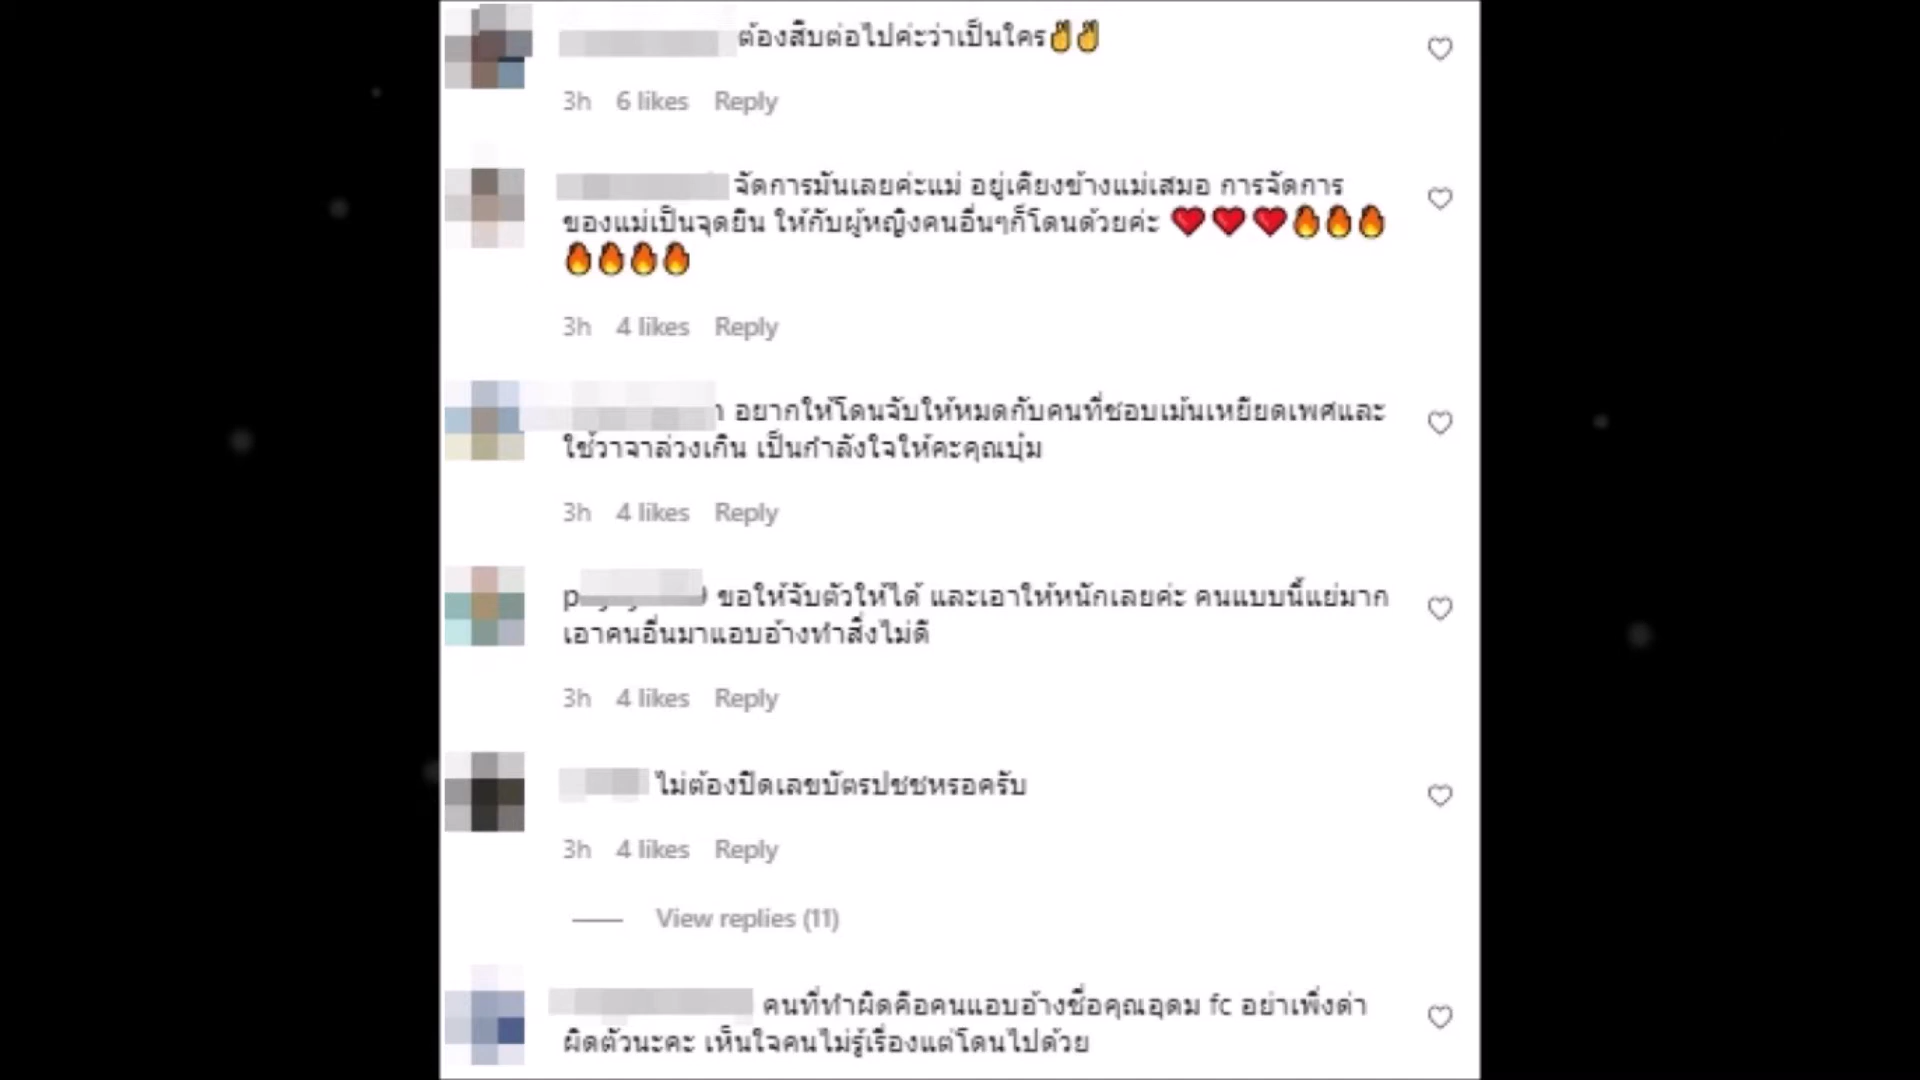 ต้องสืบต่อไปค่ะว่าเป็นใคร✌️✌️
3h 6 likes Reply
จัดการมันเลยค่ะแม่ อยู่เคียงข้างแม่เสมอ การจัดการ
ของแม่เป็นจุดยืน ให้กับผู้หญิงคนอื่นๆก็โดนด้วยค่ะ ❤️❤️❤️🔥🔥🔥
🔥🔥🔥🔥
3h 4 likes Reply
อยากให้โดนจับให้หมดกับคนที่ชอบเม้นเหยียดเพศและ
ใช้วาจาล่วงเกิน เป็นกำลังใจให้คะคุณบุ๋ม
3h 4 likes Reply
ขอให้จับตัวให้ได้ และเอาให้หนักเลยค่ะ คนแบบนี้แย่มาก
เอาคนอื่นมาแอบอ้างทำสิ่งไม่ดี
3h 4 likes Reply
ไม่ต้องปิดเลขบัตรปชชหรอครับ
3h 4 likes Reply
View replies (11)
คนที่ทำผิดคือคนแอบอ้างชื่อคุณอุดม fc อย่าเพิ่งด่า
ผิดตัวนะคะ เห็นใจคนไม่รู้เรื่องแต่โดนไปด้วย